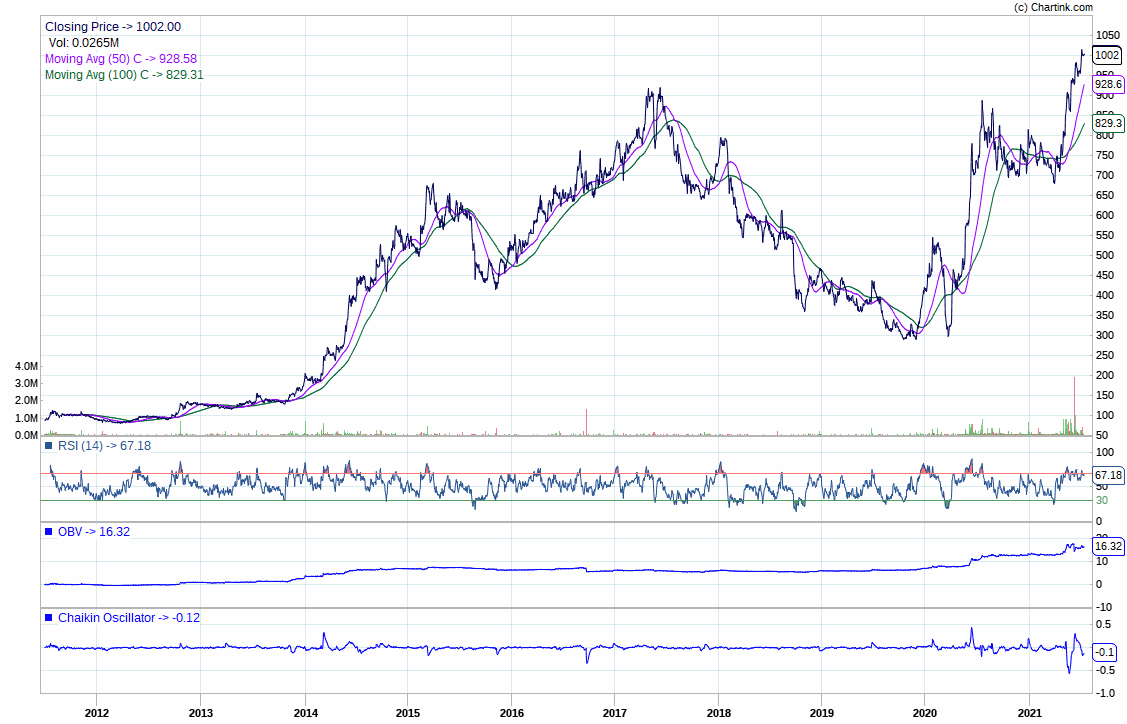 (c) Chartink.com
Closing Price -> 1002.00
Vol: 0.0265M
Moving Avg (50) C -> 928.58
Moving Avg (100) C -> 829.31
1050
1002
950
928.6
900
829.3
800
750
700
650
600
550
500
450
400
350
300
250
200
150
100
50
4.0M
3.0M
2.0M
1.0M
0.0M
RSI (14) -> 67.18
100
67.18
50
30
0
OBV -> 16.32
20
16.32
10
0
-10
Chaikin Oscillator -> -0.12
0.5
-0.1
-0.5
-1.0
2012 2013 2014 2015 2016 2017 2018 2019 2020 2021